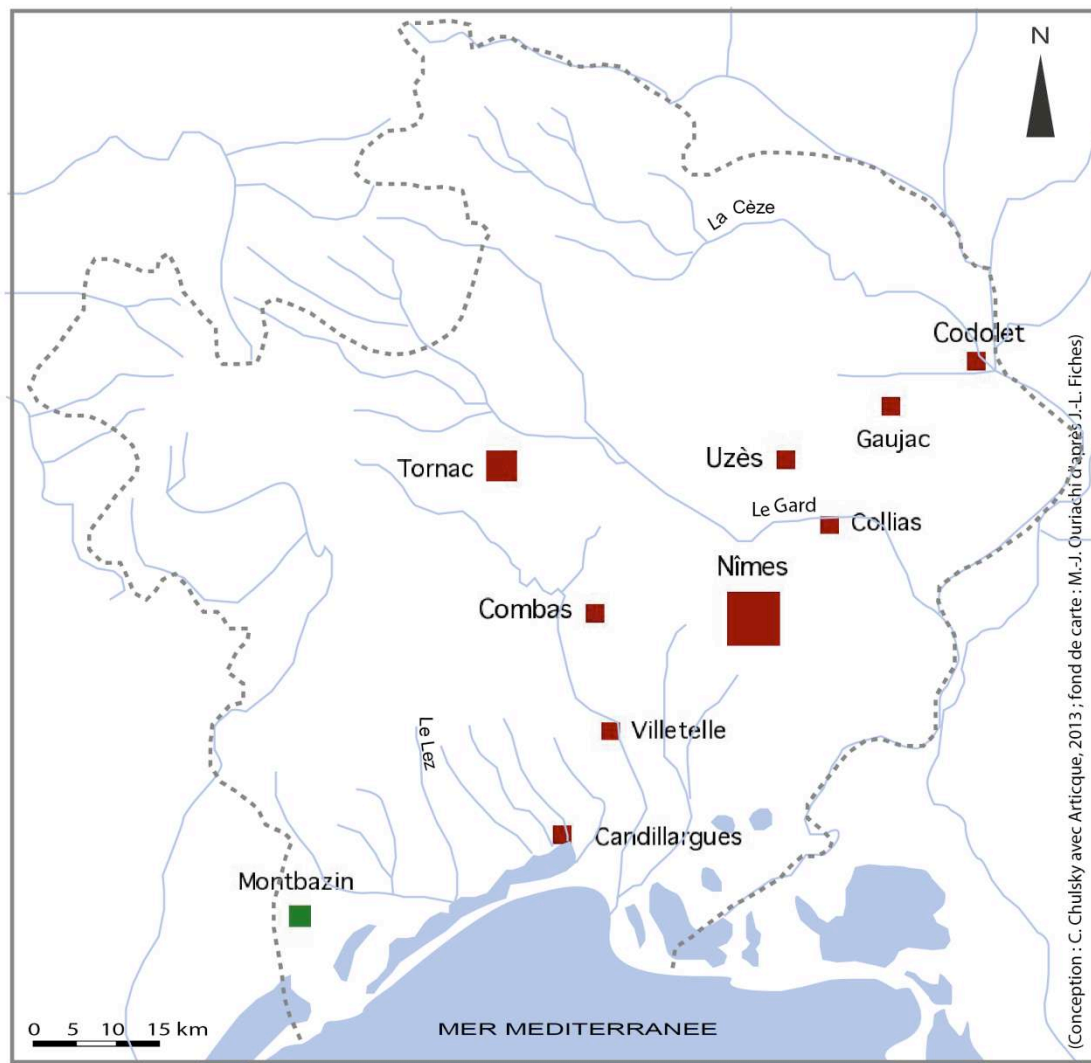 N
La Cèze
Codolet
Gaujac
Uzès
Tornac
Le Gard
Collias
Nîmes
Combas
Villetelle
Le Lez
Candillargues
Montbazin
0 5 10 15 km
MER MEDITERRANEE
(Conception : C. Chulsky avec Articque, 2013 ; fond de carte : M.-J. Ouriachi d'après J.-L. Fiches)